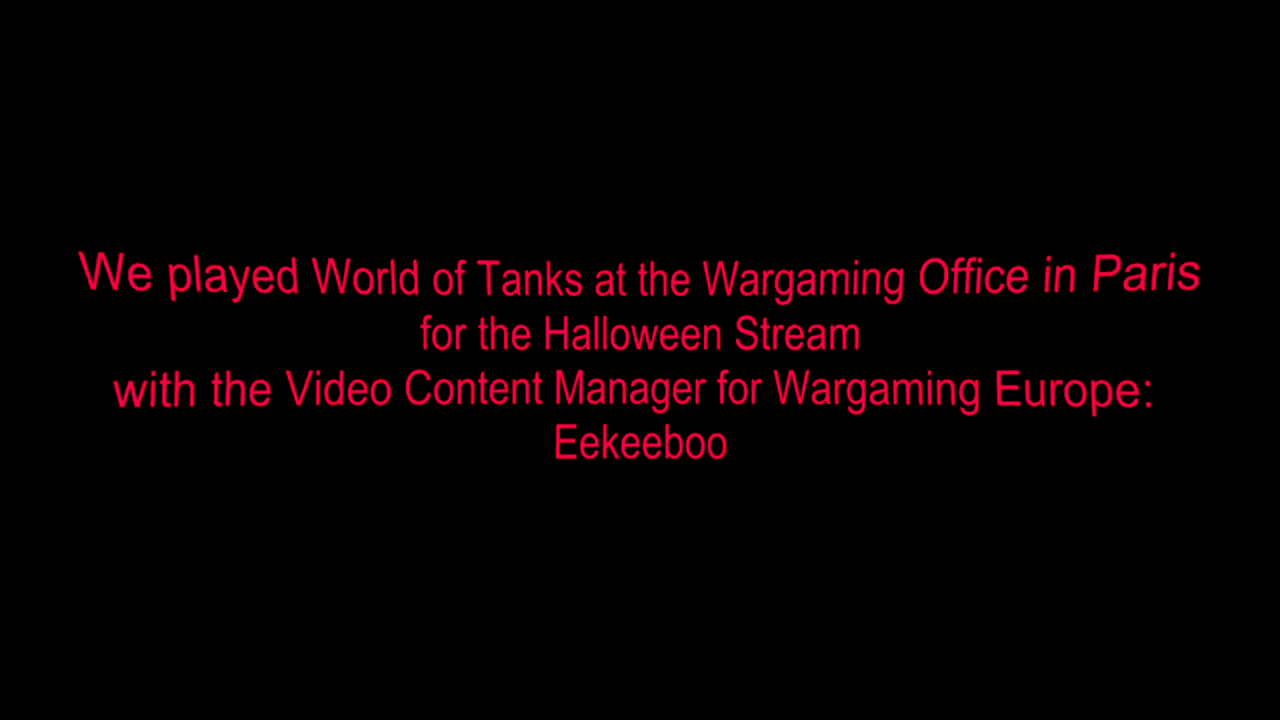 We played World of Tanks at the Wargaming Office in Paris
for the Halloween Stream
with the Video Content Manager for Wargaming Europe:
Eekeeboo